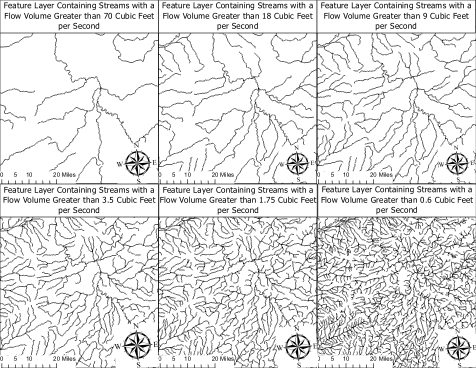 Feature Layer Containing Streams with a
Flow Volume Greater than 70 Cubic Feet
per Second
Feature Layer Containing Streams with a
Flow Volume Greater than 18 Cubic Feet
per Second
Feature Layer Containing Streams with a
Flow Volume Greater than 9 Cubic Feet
per Second
N
W E
S
0 5 10 20 Miles
N
W E
S
0 5 10 20 Miles
N
W E
S
0 5 10 20 Miles
Feature Layer Containing Streams with a
Flow Volume Greater than 3.5 Cubic Feet
per Second
Feature Layer Containing Streams with a
Flow Volume Greater than 1.75 Cubic Feet
per Second
Feature Layer Containing Streams with a
Flow Volume Greater than 0.6 Cubic Feet
per Second
N
W E
S
0 5 10 20 Miles
N
W E
S
0 5 10 20 Miles
N
W
S
0 5 10 20 Miles